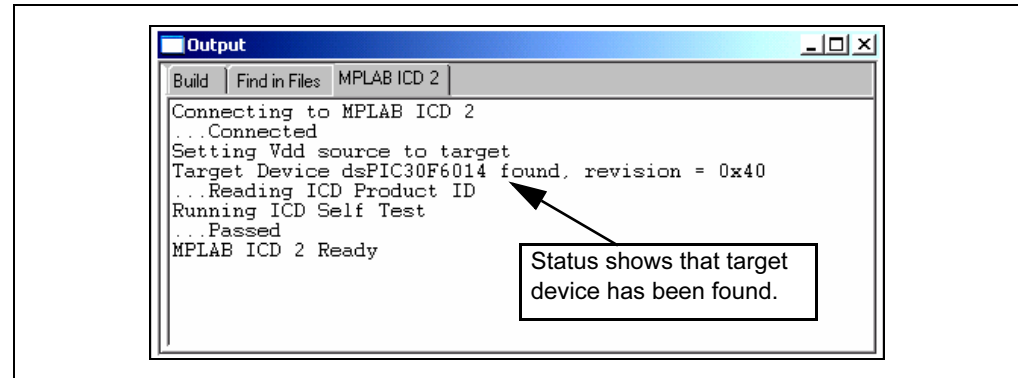 Output
Build Find in Files MPLAB ICD 2
Connecting to MPLAB ICD 2
...Connected
Setting Vdd source to target
Target Device dsPIC30F6014 found, revision = 0x40
...Reading ICD Product ID
Running ICD Self Test
...Passed
MPLAB ICD 2 Ready
Status shows that target
device has been found.